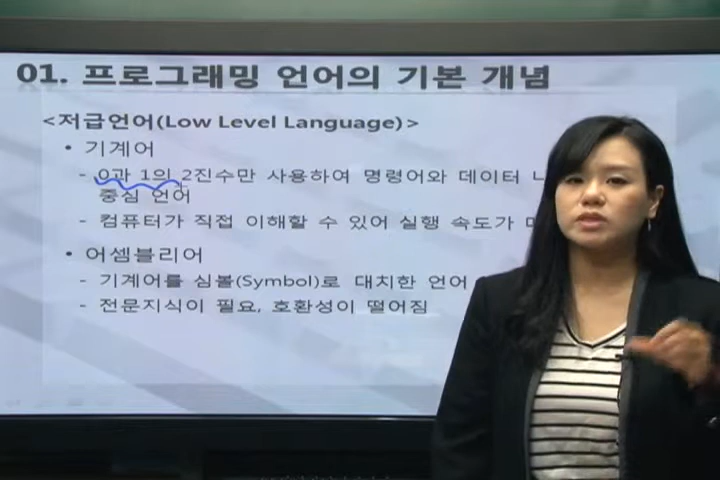 01. 프로그래밍 언어의 기본 개념
<저급언어(Low Level Language)>
• 기계어
- 0과 1의 2진수만 사용하여 명령어와 데이터
중심 언어
- 컴퓨터가 직접 이해할 수 있어 실행 속도가
• 어셈블리어
- 기계어를 심볼(Symbol)로 대치한 언어
- 전문지식이 필요, 호환성이 떨어짐